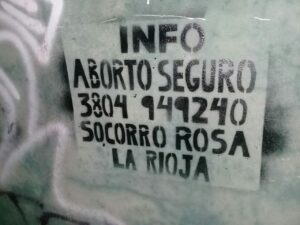 INFO
ABORTO SEGURO
3804 949240
SOCORRO ROSA
LA RIOJA